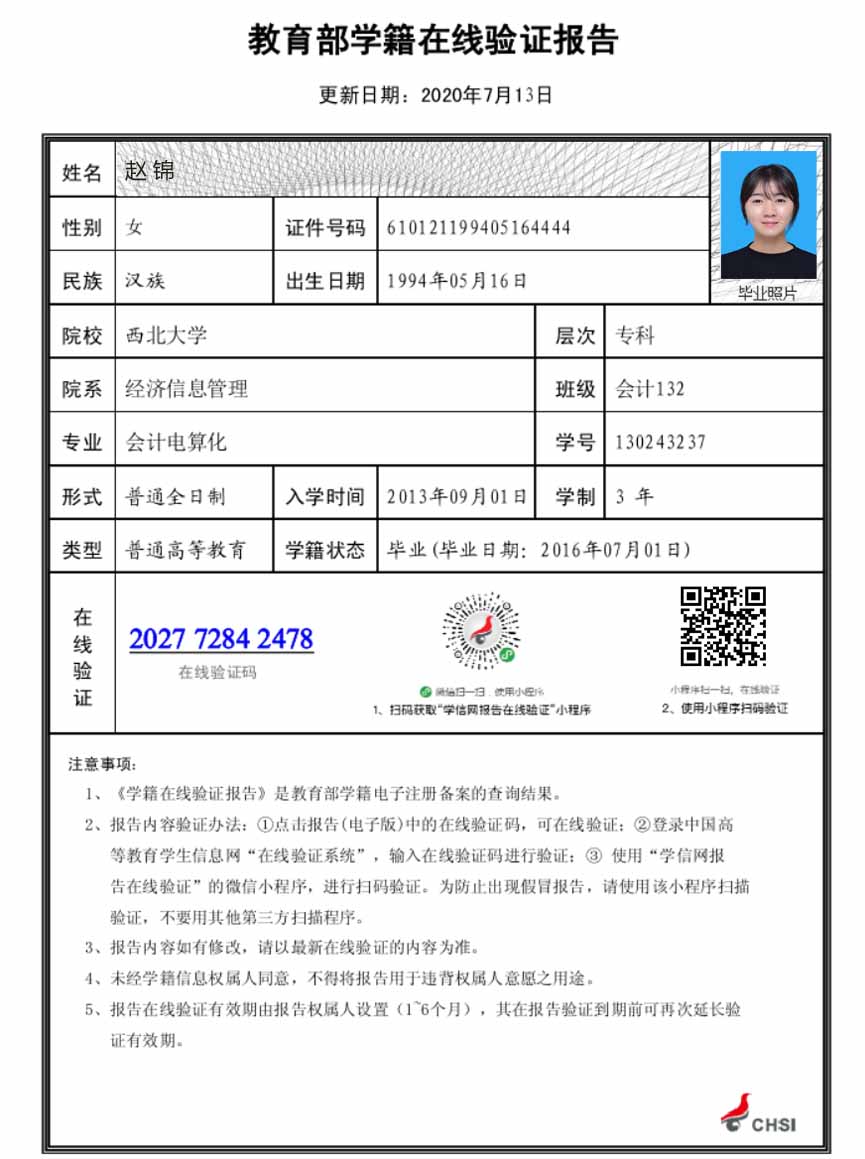 教育部学籍在线验证报告
更新日期：2020年7月13日
姓名 赵锦
性别 女 证件号码 610121199405164444
民族 汉族 出生日期 1994年05月16日
毕业照片
院校 西北大学 层次 专科
院系 经济信息管理 班级 会计132
专业 会计电算化 学号 130243237
形式 普通全日制 入学时间 2013年09月01日 学制 3 年
类型 普通高等教育 学籍状态 毕业(毕业日期：2016年07月01日)
在线验证
2027 7284 2478
在线验证码
微信扫一扫，使用小程序
1、扫码获取“学信网报告在线验证”小程序
小程序扫一扫，在线验证
2、使用小程序扫码验证
注意事项：
1、《学籍在线验证报告》是教育部学籍电子注册备案的查询结果。
2、报告内容验证办法：①点击报告(电子版)中的在线验证码，可在线验证；②登录中国高
等教育学生信息网“在线验证系统”，输入在线验证码进行验证；③ 使用“学信网报
告在线验证”的微信小程序，进行扫码验证。为防止出现假冒报告，请使用该小程序扫描
验证，不要用其他第三方扫描程序。
3、报告内容如有修改，请以最新在线验证的内容为准。
4、未经学籍信息权属人同意，不得将报告用于违背权属人意愿之用途。
5、报告在线验证有效期由报告权属人设置（1~6个月），其在报告验证到期前可再次延长验
证有效期。
CHSI